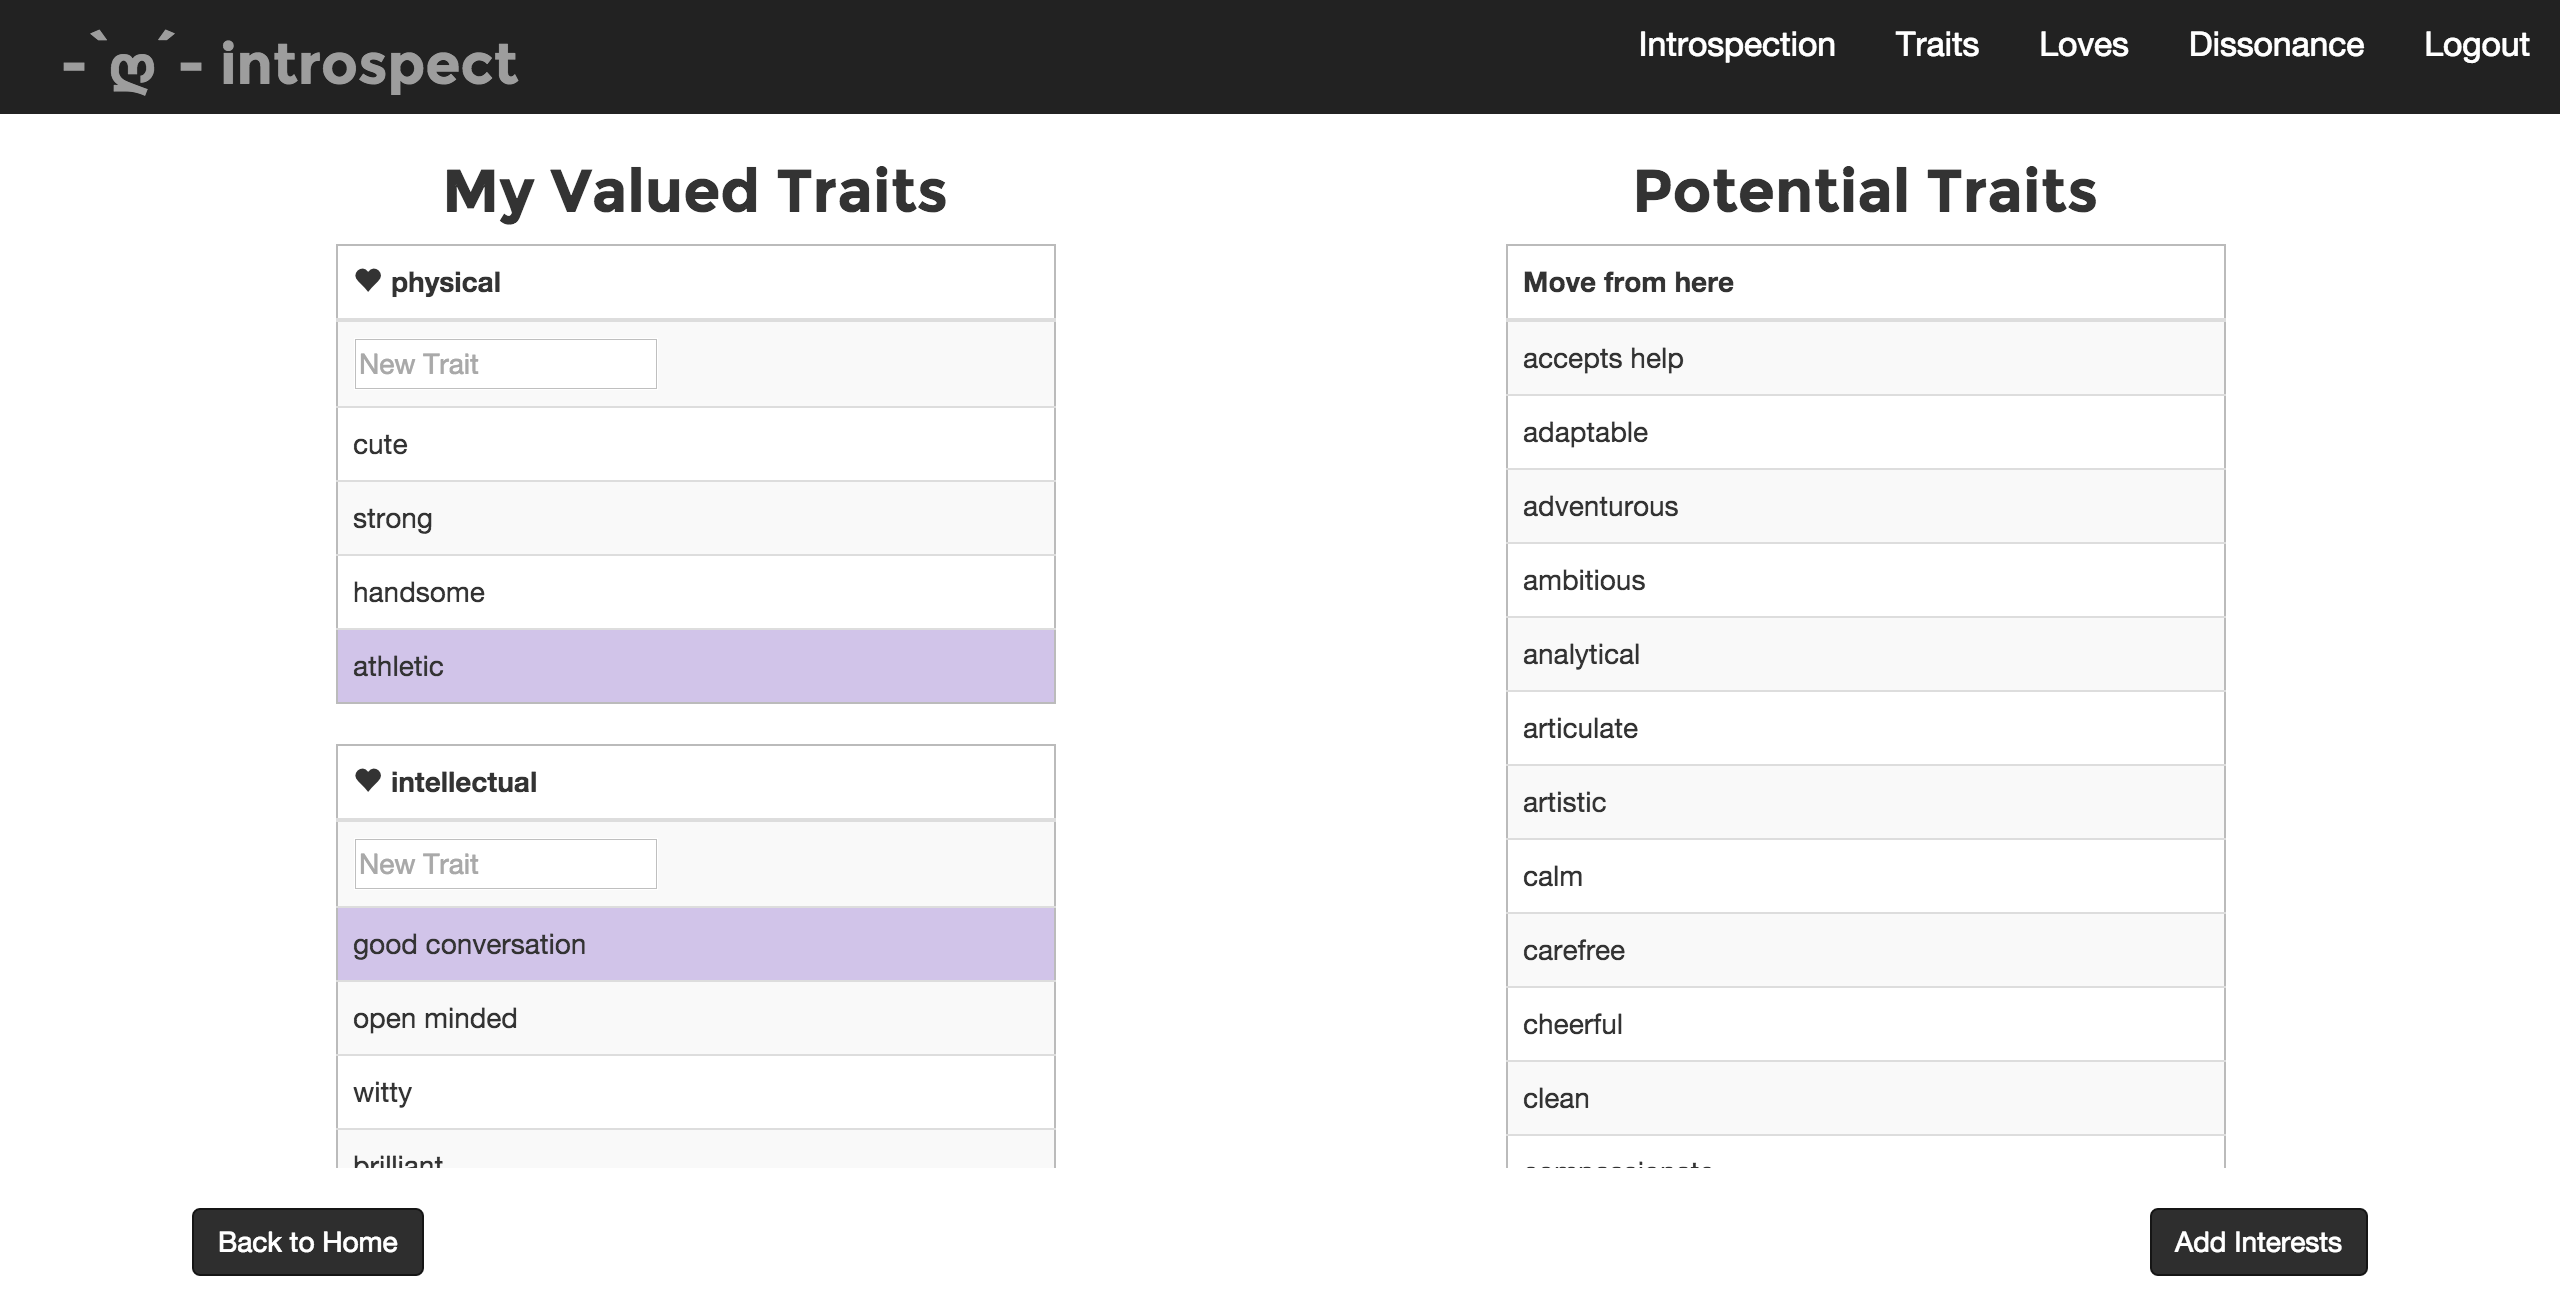 -`ღ´- introspect
Introspection Traits Loves Dissonance Logout
My Valued Traits
♥ physical
New Trait
cute
strong
handsome
athletic
♥ intellectual
New Trait
good conversation
open minded
witty
brilliant
Potential Traits
Move from here
accepts help
adaptable
adventurous
ambitious
analytical
articulate
artistic
calm
carefree
cheerful
clean
compassionate
Back to Home
Add Interests